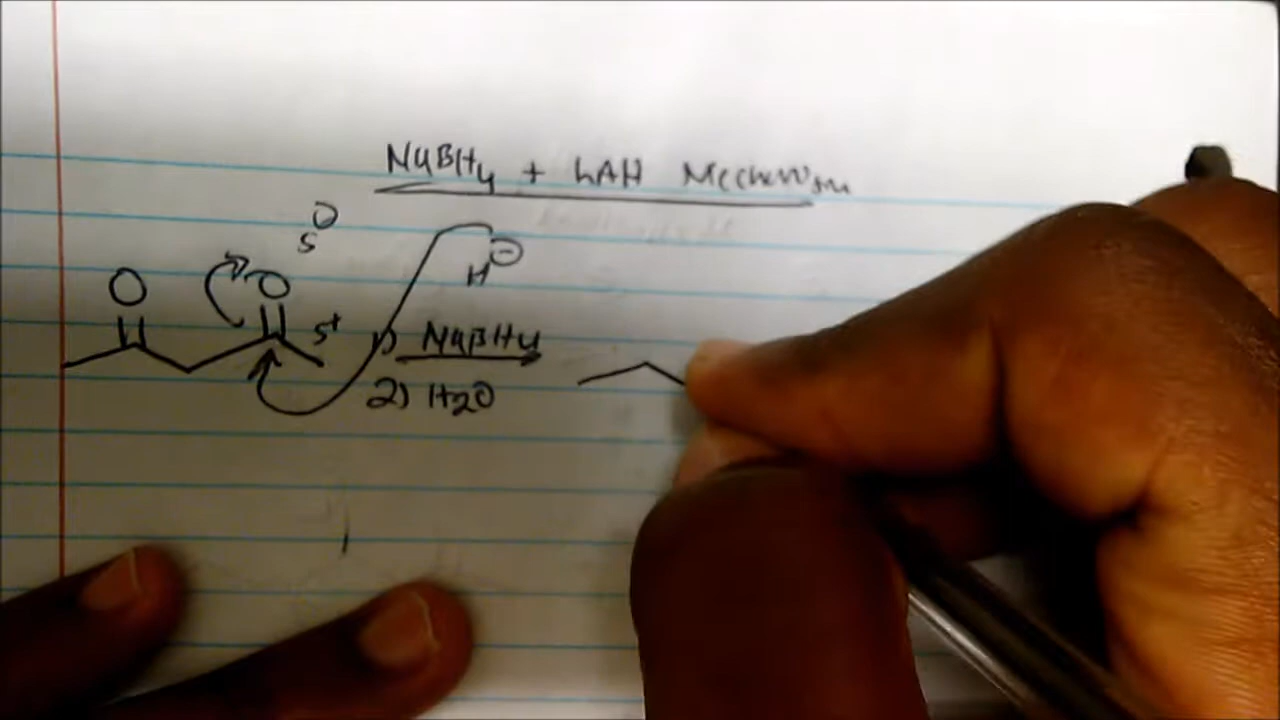 NaBH4 + LAH Mechanism
O
S
O
O
H
S+
1) NaBH4
2) H2O